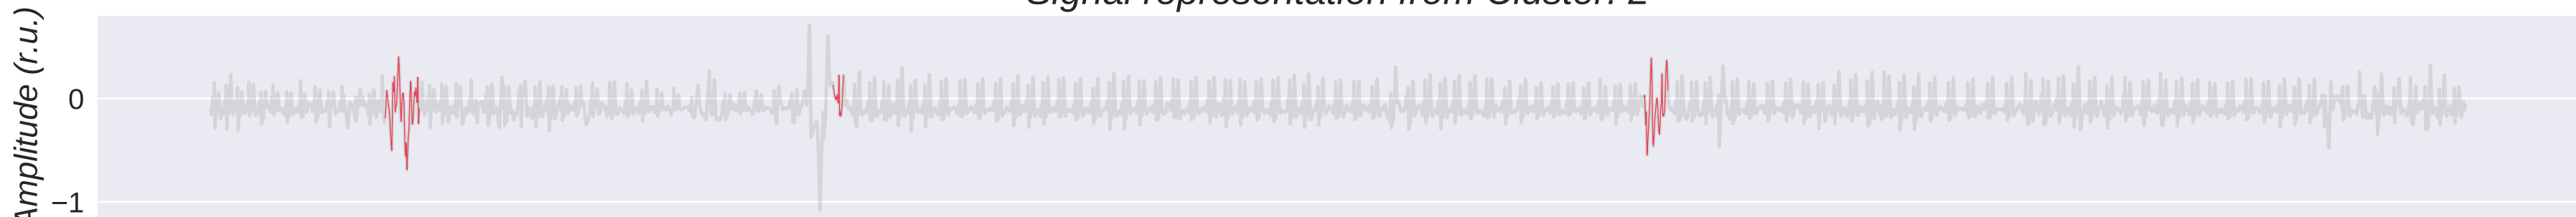 Signal representation from Cluster: 2
Amplitude (r.u.)
0
−1